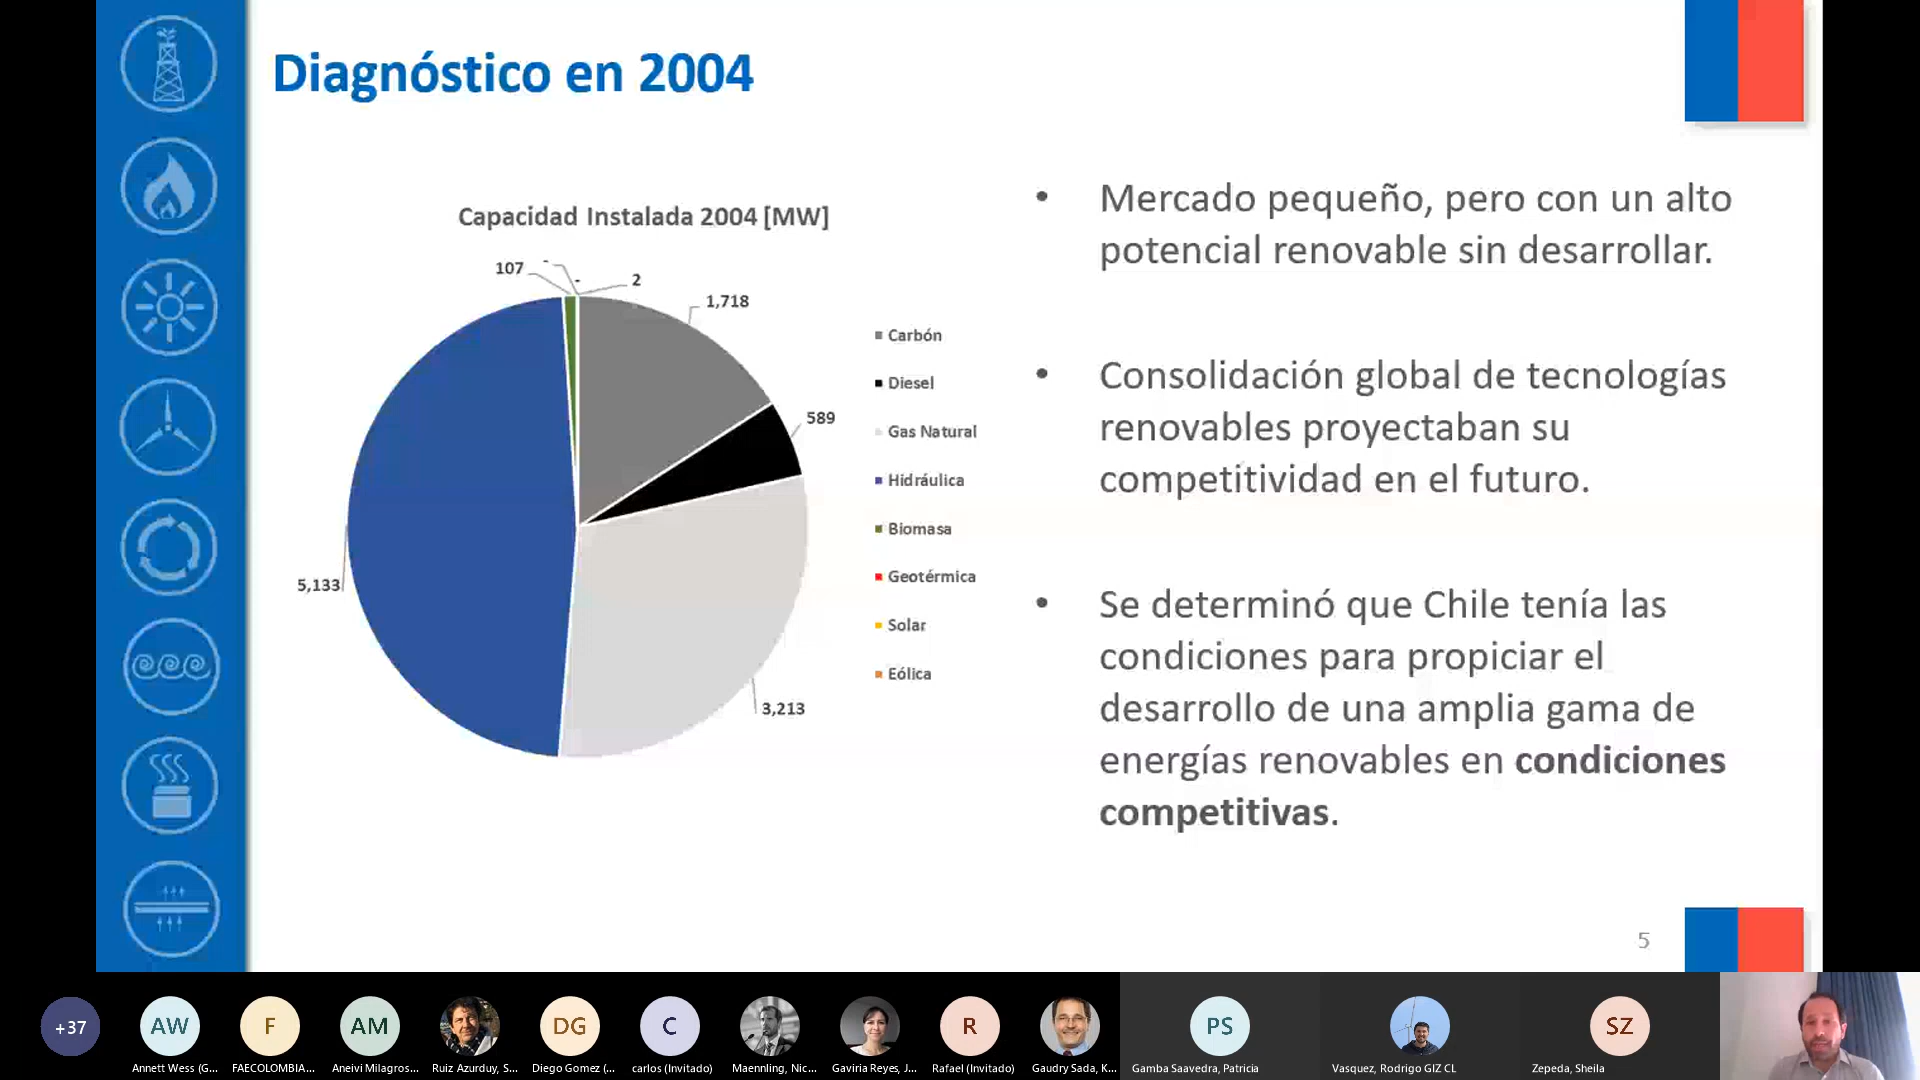 Diagnóstico en 2004
Capacidad Instalada 2004 [MW]
107
-
-
2
1,718
589
5,133
3,213
Carbón
Diesel
Gas Natural
Hidráulica
Biomasa
Geotérmica
Solar
Eólica
• Mercado pequeño, pero con un alto
potencial renovable sin desarrollar.
• Consolidación global de tecnologías
renovables proyectaban su
competitividad en el futuro.
• Se determinó que Chile tenía las
condiciones para propiciar el
desarrollo de una amplia gama de
energías renovables en condiciones
competitivas.
5
+37
AW
F
AM
DG
C
R
PS
SZ
Annett Wess (G...
FAECOLOMBIA...
Aneivi Milagros...
Ruiz Azurduy, S...
Diego Gomez (...
carlos (Invitado)
Maennling, Nic...
Gaviria Reyes, J...
Rafael (Invitado)
Gaudry Sada, K...
Gamba Saavedra, Patricia
Vasquez, Rodrigo GIZ CL
Zepeda, Sheila